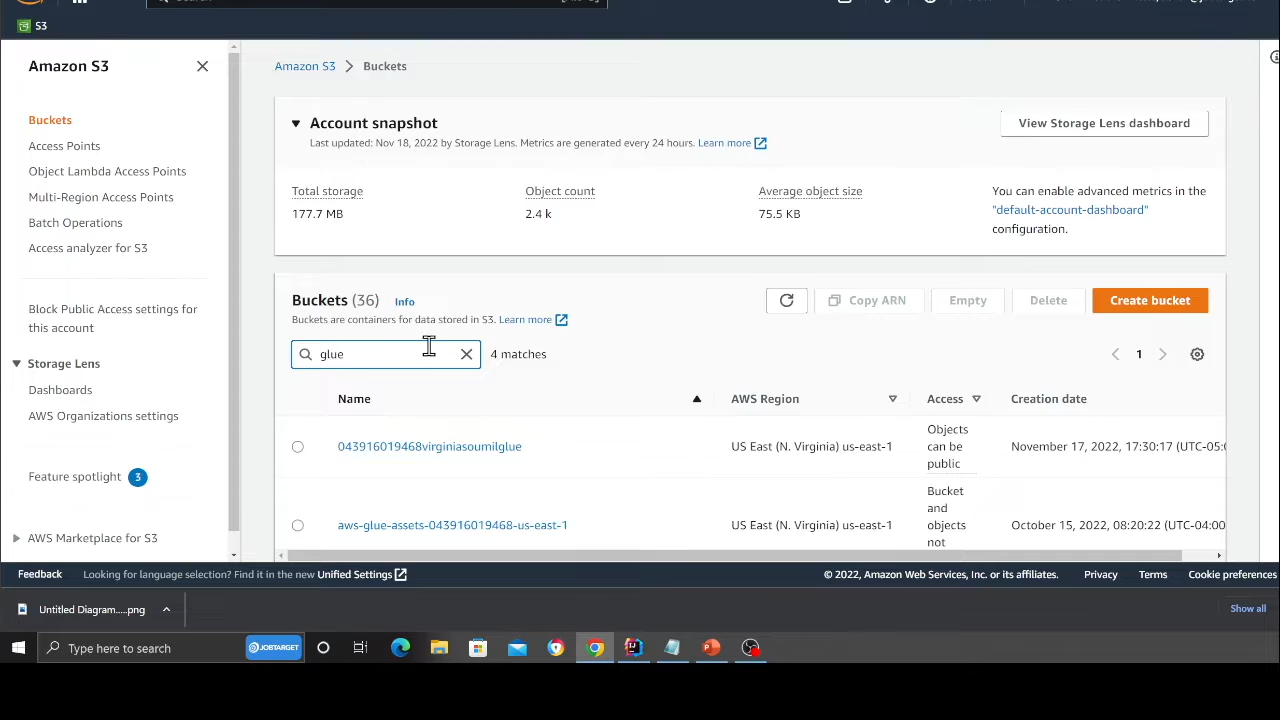 S3
Amazon S3
Buckets
Access Points
Object Lambda Access Points
Multi-Region Access Points
Batch Operations
Access analyzer for S3
Block Public Access settings for
this account
Storage Lens
Dashboards
AWS Organizations settings
Feature spotlight 3
AWS Marketplace for S3
Amazon S3 > Buckets
Account snapshot
Last updated: Nov 18, 2022 by Storage Lens. Metrics are generated every 24 hours. Learn more
View Storage Lens dashboard
Total storage
177.7 MB
Object count
2.4 k
Average object size
75.5 KB
You can enable advanced metrics in the
"default-account-dashboard"
configuration.
Buckets (36) Info
Buckets are containers for data stored in S3. Learn more
Copy ARN
Empty
Delete
Create bucket
glue
4 matches
1
Name AWS Region Access Creation date
043916019468virginiasoumilglue US East (N. Virginia) us-east-1
Objects
can be
public
November 17, 2022, 17:30:17 (UTC-05:0
aws-glue-assets-043916019468-us-east-1 US East (N. Virginia) us-east-1
Bucket
and
objects
not
October 15, 2022, 08:20:22 (UTC-04:00
Feedback Looking for language selection? Find it in the new Unified Settings © 2022, Amazon Web Services, Inc. or its affiliates. Privacy Terms Cookie preferences
Untitled Diagram.....png
Show all
Type here to search
JOBTARGET